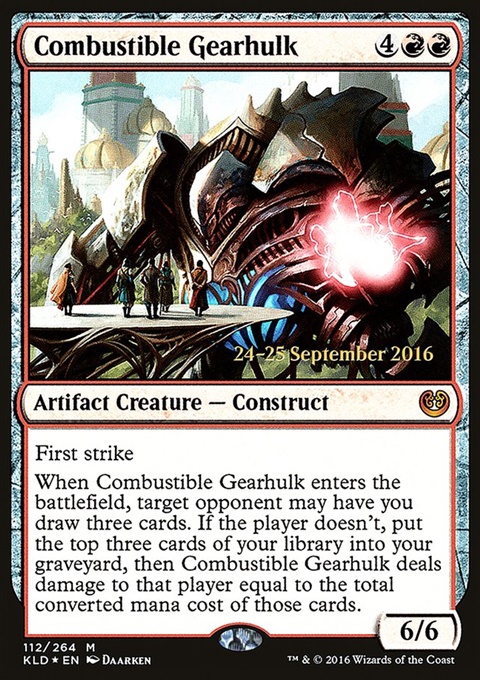 Combustible Gearhulk 4
24-25 September 2016
Artifact Creature — Construct
First strike
When Combustible Gearhulk enters the
battlefield, target opponent may have you
draw three cards. If the player doesn't, put
the top three cards of your library into your
graveyard, then Combustible Gearhulk deals
damage to that player equal to the total
converted mana cost of those cards.
6/6
112/264 M
KLD ★ EN Daarken
™ & © 2016 Wizards of the Coast